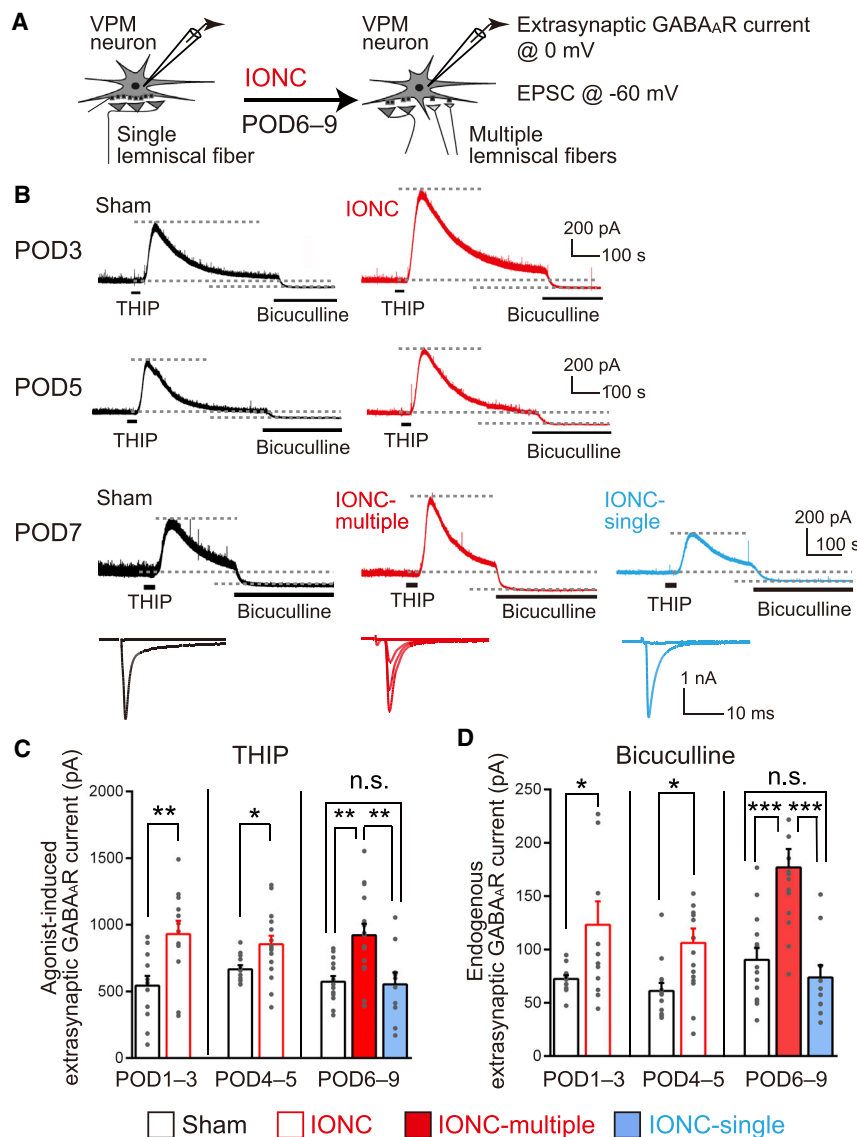 A
VPM
neuron
Single
lemniscal fiber
IONC
POD6–9
VPM
neuron
Multiple
lemniscal fibers
Extrasynaptic GABAAR current
@ 0 mV
EPSC @ -60 mV
B
POD3
Sham
THIP
Bicuculline
IONC
THIP
Bicuculline
200 pA
100 s
POD5
THIP
Bicuculline
THIP
Bicuculline
200 pA
100 s
POD7
Sham
THIP
Bicuculline
IONC-
multiple
THIP
Bicuculline
IONC-
single
THIP
Bicuculline
200 pA
100 s
1 nA
10 ms
C
THIP
Agonist-induced
extrasynaptic GABAAR current (pA)
2000
1500
1000
500
0
**
*
n.s.
** **
POD1–3 POD4–5 POD6–9
D
Bicuculline
Endogenous
extrasynaptic GABAAR current (pA)
250
200
150
100
50
0
*
*
n.s.
*** ***
POD1–3 POD4–5 POD6–9
Sham IONC IONC-multiple IONC-single